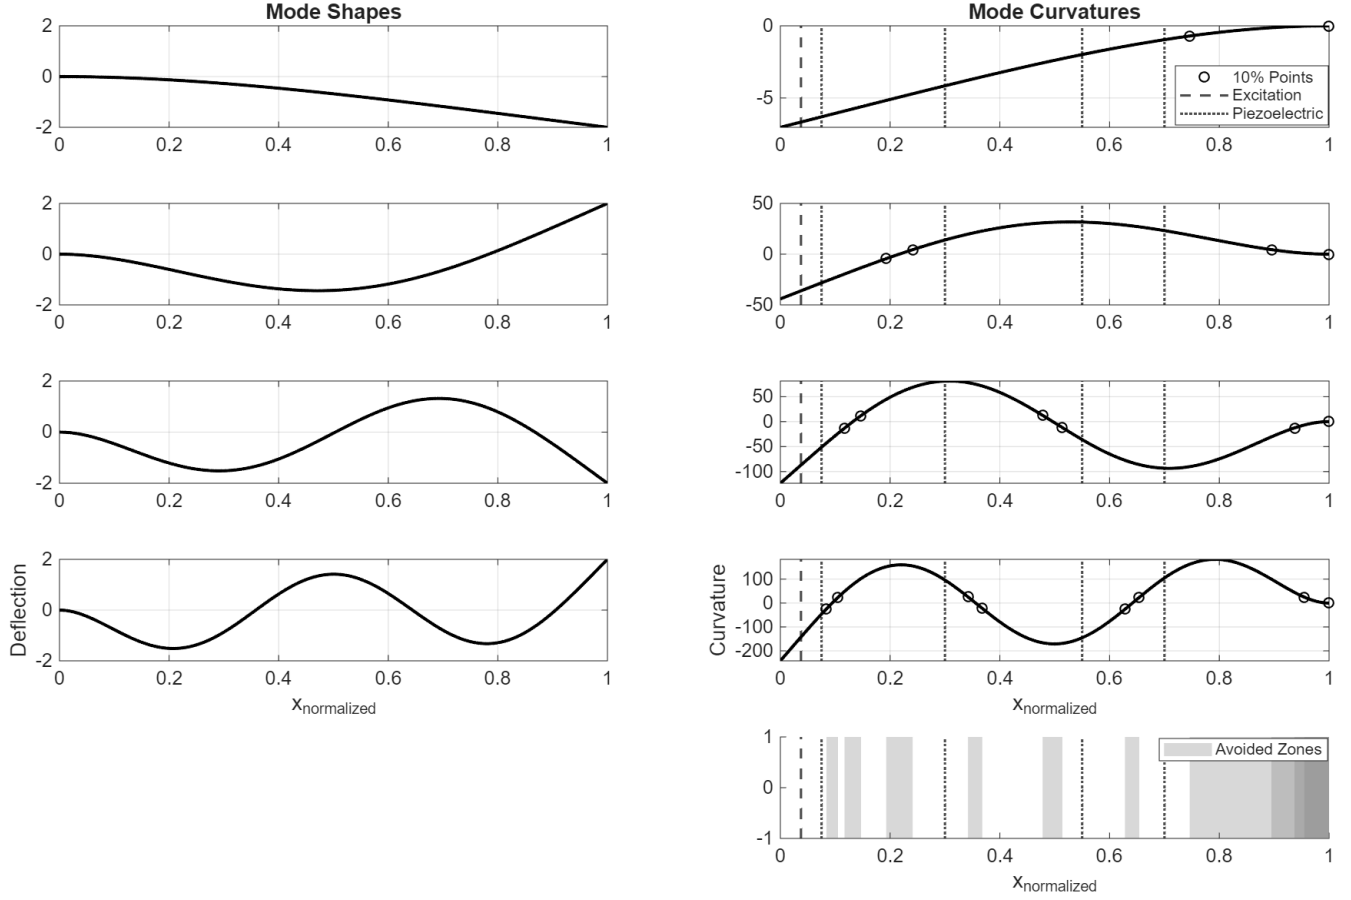 Mode Shapes
2
0
-2
0 0.2 0.4 0.6 0.8 1
2
0
-2
0 0.2 0.4 0.6 0.8 1
2
0
-2
0 0.2 0.4 0.6 0.8 1
Deflection
2
0
-2
0 0.2 0.4 0.6 0.8 1
xnormalized
Mode Curvatures
0
-5
10% Points
Excitation
Piezoelectric
0 0.2 0.4 0.6 0.8 1
50
0
-50
0 0.2 0.4 0.6 0.8 1
50
0
-50
-100
0 0.2 0.4 0.6 0.8 1
Curvature
100
0
-100
-200
0 0.2 0.4 0.6 0.8 1
xnormalized
1
0
-1
Avoided Zones
0 0.2 0.4 0.6 0.8 1
xnormalized